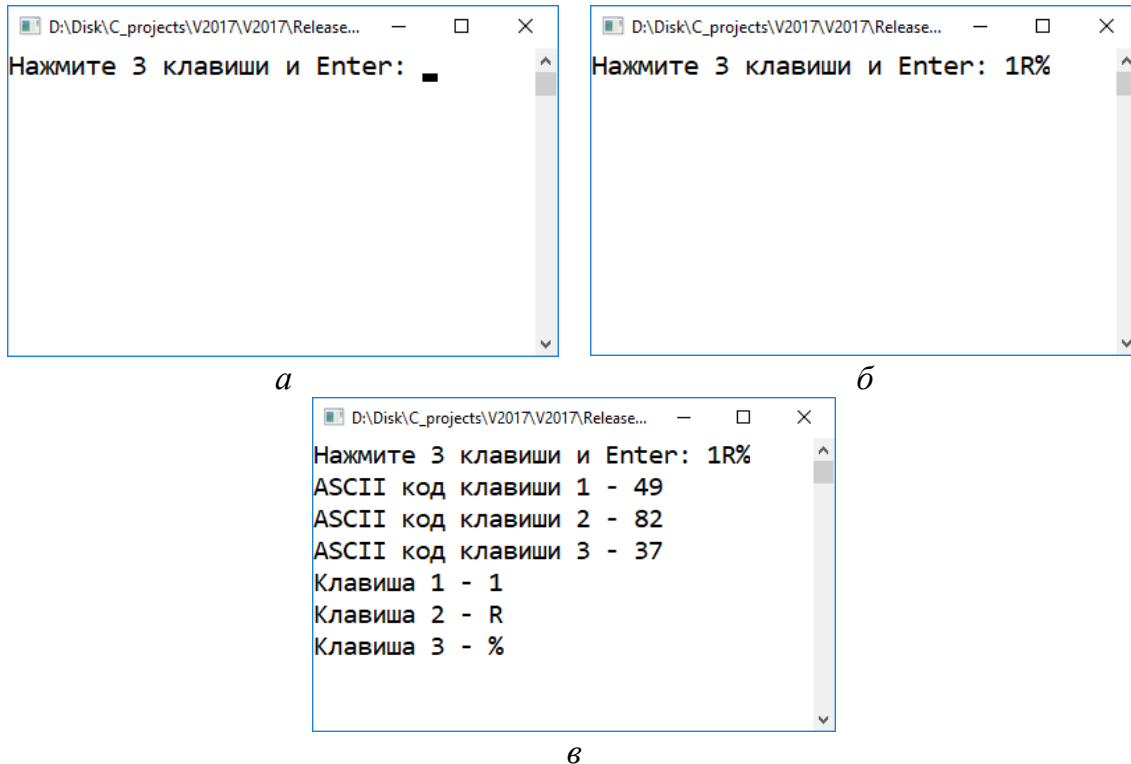 D:\Disk\C_projects\V2017\V2017\Release...
Нажмите 3 клавиши и Enter:
а
D:\Disk\C_projects\V2017\V2017\Release...
Нажмите 3 клавиши и Enter: 1R%
б
D:\Disk\C_projects\V2017\V2017\Release...
Нажмите 3 клавиши и Enter: 1R%
ASCII код клавиши 1 - 49
ASCII код клавиши 2 - 82
ASCII код клавиши 3 - 37
Клавиша 1 - 1
Клавиша 2 - R
Клавиша 3 - %
в